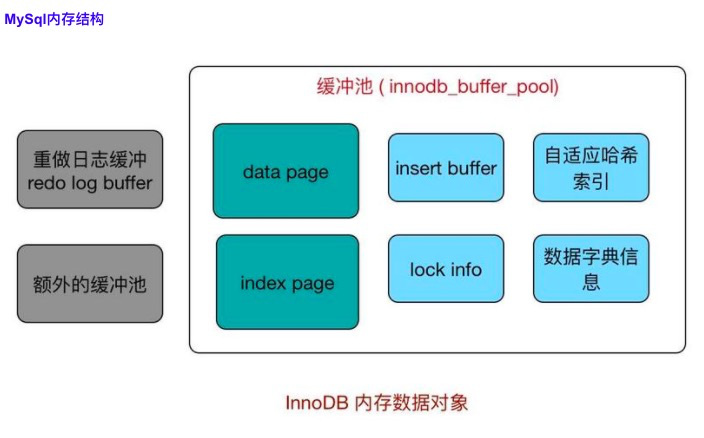 MySql内存结构
缓冲池 ( innodb_buffer_pool)
重做日志缓冲
redo log buffer
data page
insert buffer
自适应哈希
索引
额外的缓冲池
index page
lock info
数据字典信
息
InnoDB 内存数据对象